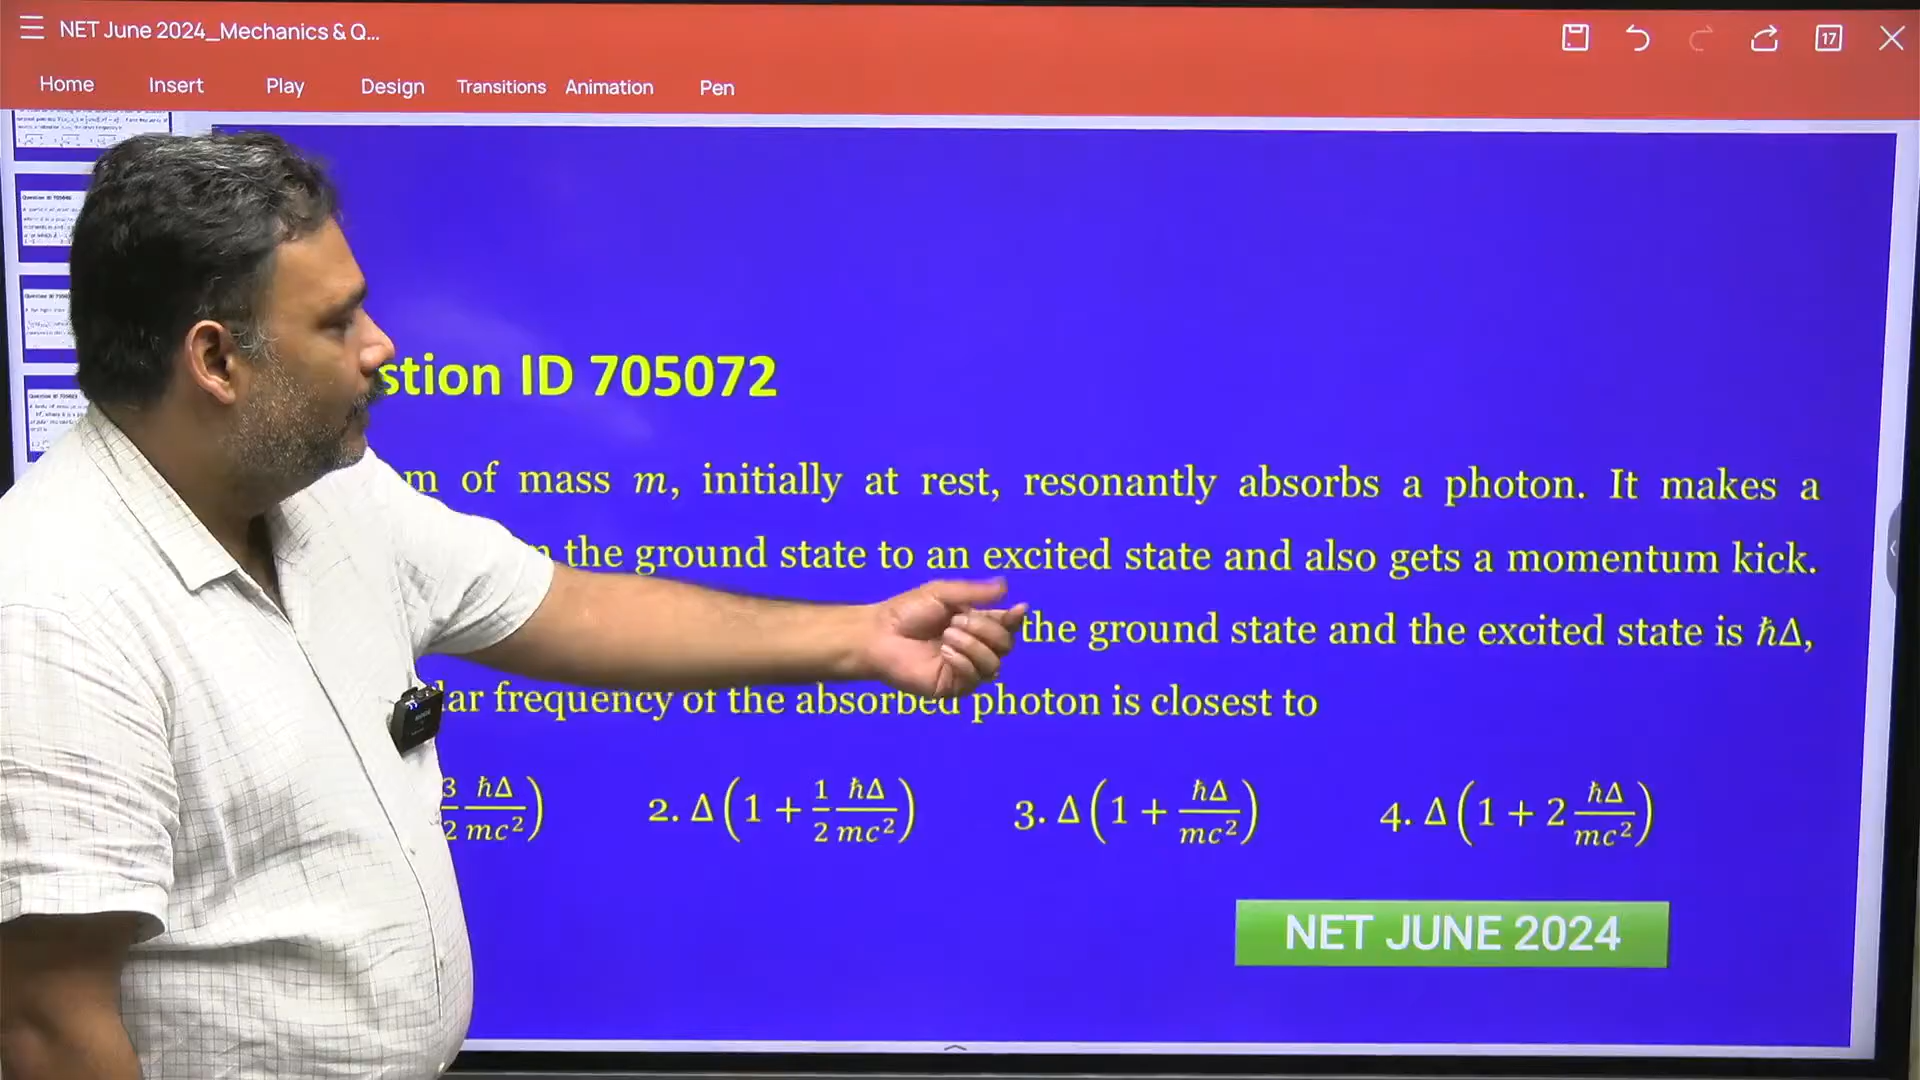 NET June 2024_Mechanics & Q...
17
Home Insert Play Design Transitions Animation Pen
stion ID 705072
m of mass m, initially at rest, resonantly absorbs a photon. It makes a
the ground state to an excited state and also gets a momentum kick.
the ground state and the excited state is ħΔ,
lar frequency of the absorbed photon is closest to
3/2 ħΔ/mc²) 2. Δ(1 + 1/2 ħΔ/mc²) 3. Δ(1 + ħΔ/mc²) 4. Δ(1 + 2 ħΔ/mc²)
NET JUNE 2024